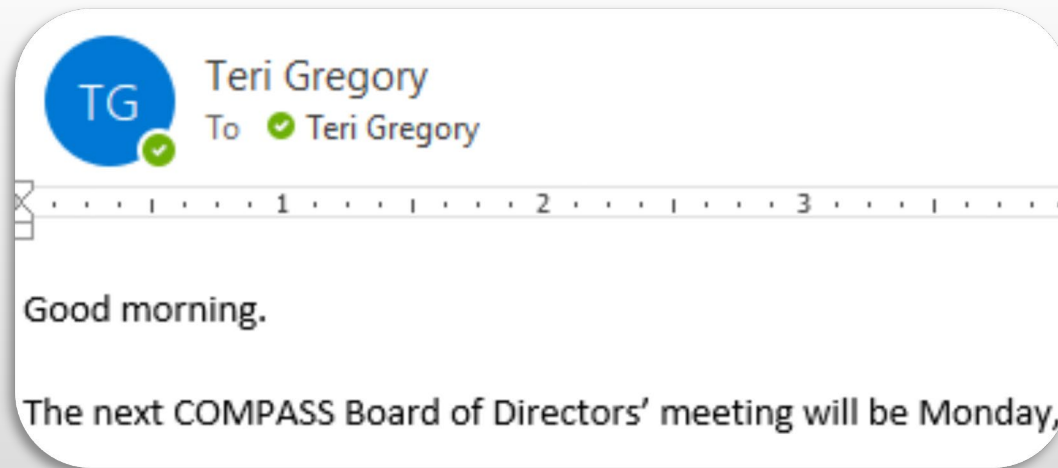 TG
Teri Gregory
To Teri Gregory
1 2 3
Good morning.
The next COMPASS Board of Directors’ meeting will be Monday,